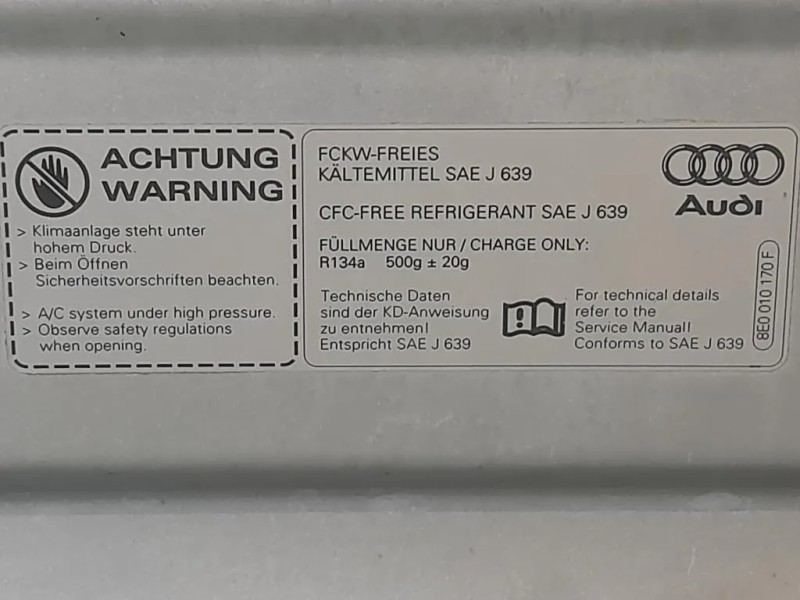 ACHTUNG
WARNING
> Klimaanlage steht unter
hohem Druck.
> Beim Öffnen
Sicherheitsvorschriften beachten.
> A/C system under high pressure.
> Observe safety regulations
when opening.
FCKW-FREIES
KÄLTEMITTEL SAE J 639
CFC-FREE REFRIGERANT SAE J 639
FÜLLMENGE NUR / CHARGE ONLY:
R134a 500g ± 20g
Technische Daten
sind der KD-Anweisung
zu entnehmen!
Entspricht SAE J 639
!
For technical details
refer to the
Service Manual!
Conforms to SAE J 639
Audi
8E0 010 170 F